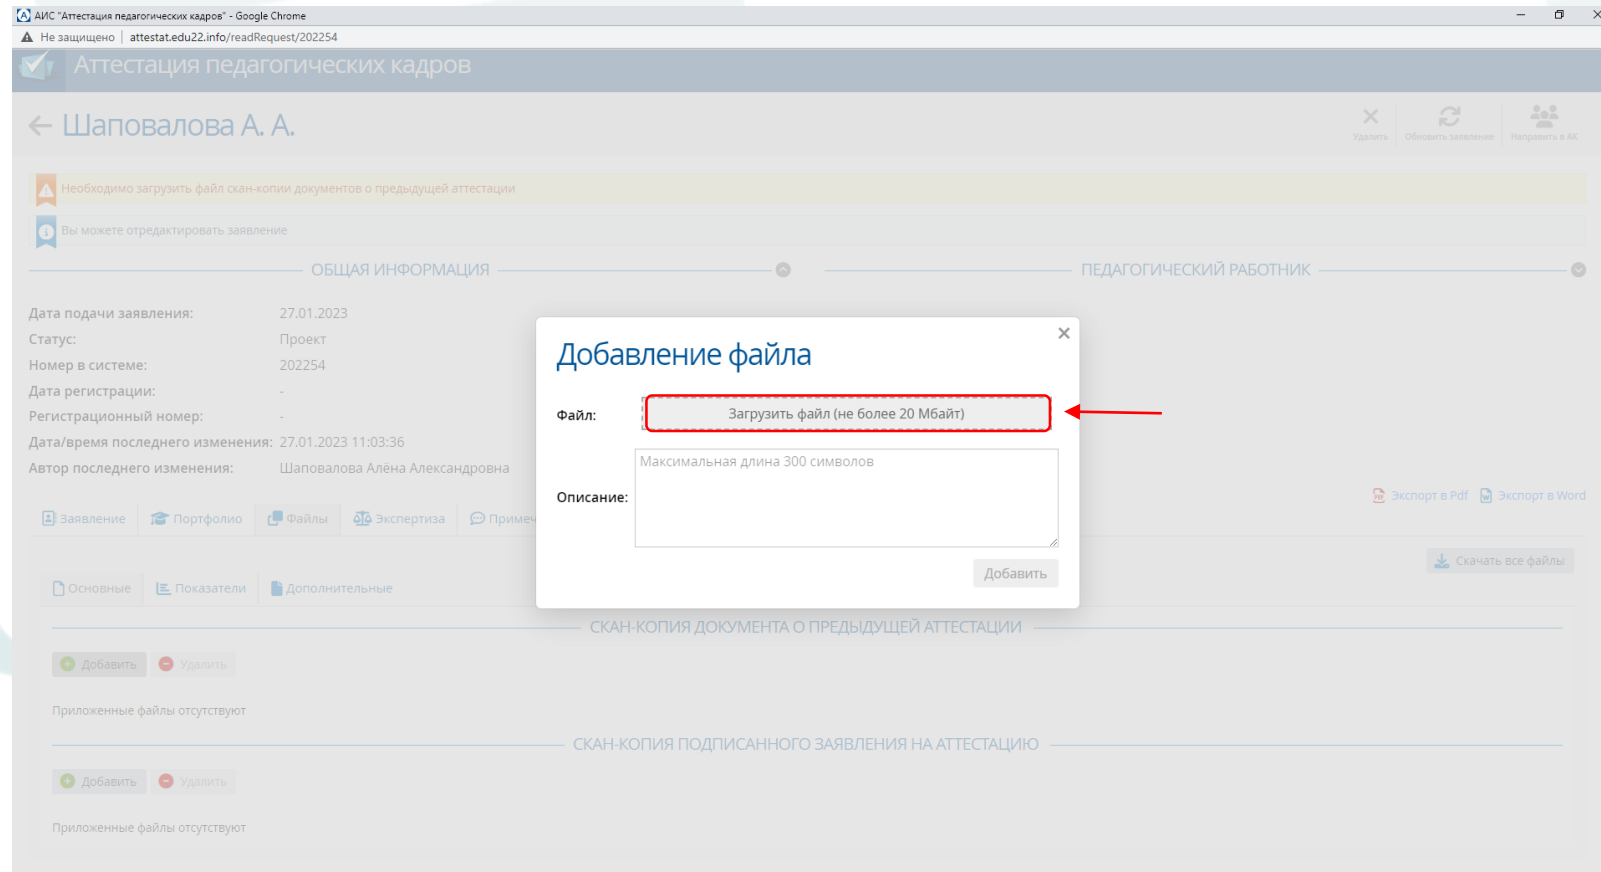 АИС "Аттестация педагогических кадров" - Google Chrome
Не защищено | attestat.edu22.info/readRequest/202254
Аттестация педагогических кадров
Шаповалова А. А.
Удалить Обновить заявление Направить в АК
Необходимо загрузить файл скан-копии документов о предыдущей аттестации
Вы можете отредактировать заявление
ОБЩАЯ ИНФОРМАЦИЯ
ПЕДАГОГИЧЕСКИЙ РАБОТНИК
Дата подачи заявления: 27.01.2023
Статус: Проект
Номер в системе: 202254
Дата регистрации: -
Регистрационный номер: -
Дата/время последнего изменения: 27.01.2023 11:03:36
Автор последнего изменения: Шаповалова Алёна Александровна
Добавление файла
Файл: Загрузить файл (не более 20 Мбайт)
Описание: Максимальная длина 300 символов
Добавить
Экспорт в Pdf Экспорт в Word
Заявление Портфолио Файлы Экспертиза Примеч
Скачать все файлы
Основные Показатели Дополнительные
СКАН-КОПИЯ ДОКУМЕНТА О ПРЕДЫДУЩЕЙ АТТЕСТАЦИИ
Добавить Удалить
Приложенные файлы отсутствуют
СКАН-КОПИЯ ПОДПИСАННОГО ЗАЯВЛЕНИЯ НА АТТЕСТАЦИЮ
Добавить Удалить
Приложенные файлы отсутствуют